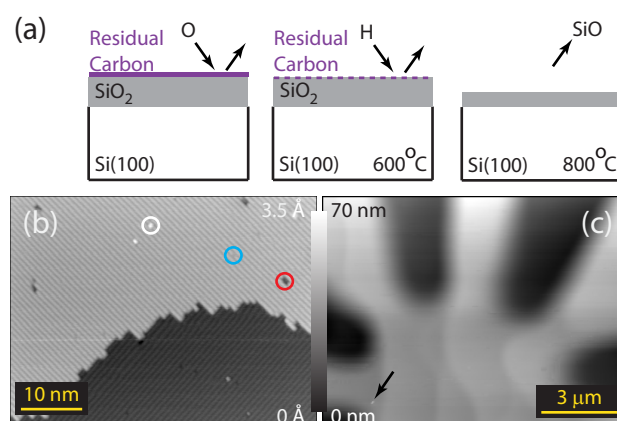 (a)
Residual
Carbon
O
SiO₂
Si(100)
Residual
Carbon
H
SiO₂
Si(100) 600°C
SiO
Si(100) 800°C
(b)
3.5 Å
10 nm
0 Å
70 nm
(c)
0 nm
3 μm